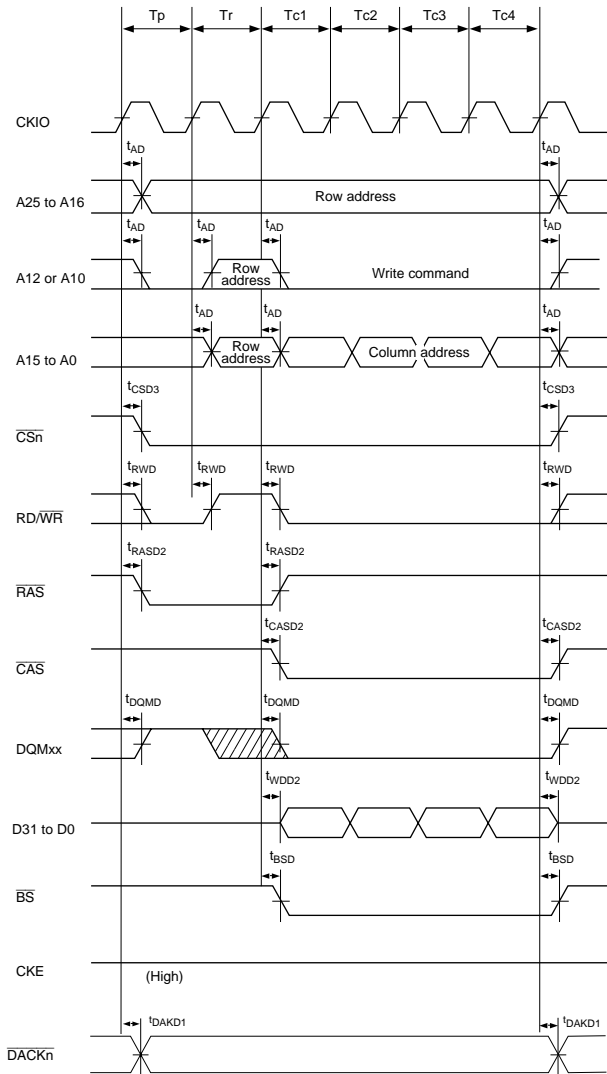 Tp Tr Tc1 Tc2 Tc3 Tc4
CKIO
tAD tAD
A25 to A16 Row address
tAD tAD tAD tAD
A12 or A10 Row address Write command
tAD tAD tAD
A15 to A0 Row address Column address
tCSD3 tCSD3
CSn
tRWD tRWD tRWD tRWD
RD/WR
tRASD2 tRASD2
RAS
tCASD2 tCASD2
CAS
tDQMD tDQMD tDQMD
DQMxx
tWDD2 tWDD2
D31 to D0
tBSD tBSD
BS
CKE
(High)
tDAKD1 tDAKD1
DACKn